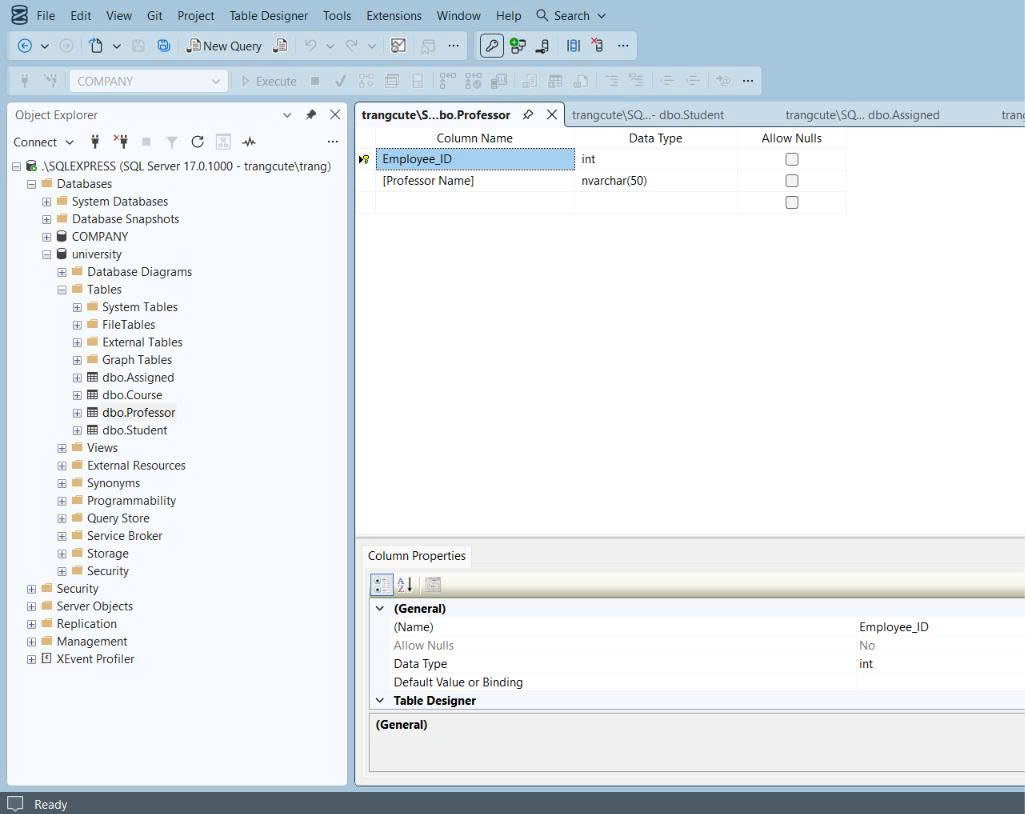 File Edit View Git Project Table Designer Tools Extensions Window Help Search
New Query
COMPANY Execute
Object Explorer
Connect
.\SQLEXPRESS (SQL Server 17.0.1000 - trangcute\trang)
Databases
System Databases
Database Snapshots
COMPANY
university
Database Diagrams
Tables
System Tables
FileTables
External Tables
Graph Tables
dbo.Assigned
dbo.Course
dbo.Professor
dbo.Student
Views
External Resources
Synonyms
Programmability
Query Store
Service Broker
Storage
Security
Security
Server Objects
Replication
Management
XEvent Profiler
trangcute\S...bo.Professor trangcute\SQ...- dbo.Student trangcute\SQ... dbo.Assigned trang
Column Name Data Type Allow Nulls
Employee_ID int
[Professor Name] nvarchar(50)
Column Properties
(General)
(Name) Employee_ID
Allow Nulls No
Data Type int
Default Value or Binding
Table Designer
(General)
Ready